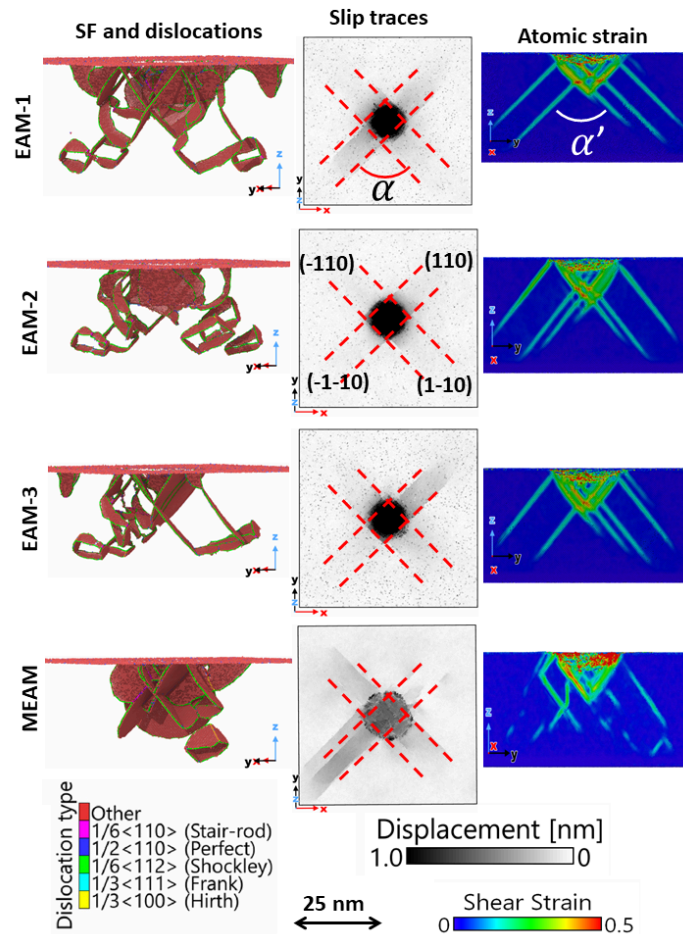 SF and dislocations
Slip traces
Atomic strain
EAM-1
z
y x
α
y
z
x
z
x
y
α’
EAM-2
z
y x
(-110)
(110)
(-1-10)
(1-10)
y
z
x
z
x
y
EAM-3
z
y x
y
z
x
z
x
y
MEAM
z
y x
y
z
x
z
x
y
Dislocation type
Other
1/6<110> (Stair-rod)
1/2<110> (Perfect)
1/6<112> (Shockley)
1/3<111> (Frank)
1/3<100> (Hirth)
Displacement [nm]
1.0
0
25 nm
Shear Strain
0
0.5